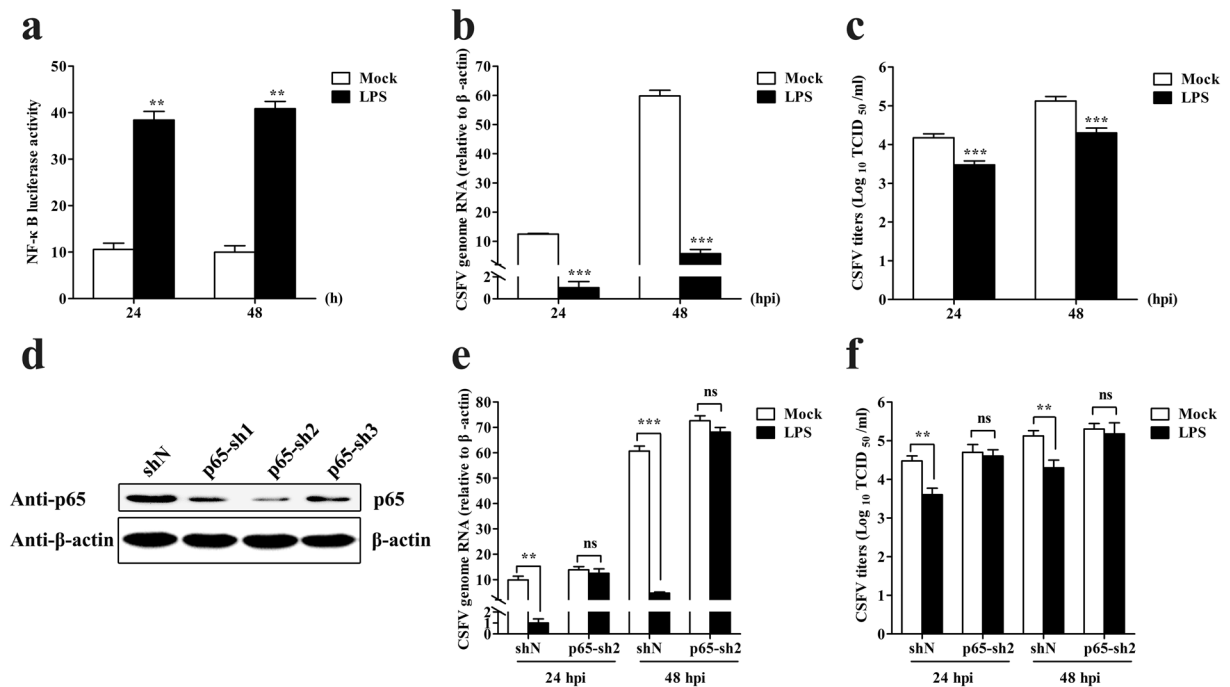 a
NF-κ B luciferase activity
50
40
30
20
10
0
** **
24 48 (h)
Mock
LPS
b
CSFV genome RNA (relative to β -actin)
70
60
50
40
30
20
10
2
0
*** ***
24 48 (hpi)
Mock
LPS
c
CSFV titers (Log 10 TCID 50 /ml)
6
5
4
3
2
1
0
*** ***
24 48 (hpi)
Mock
LPS
d
shN p65-sh1 p65-sh2 p65-sh3
Anti-p65 p65
Anti-β-actin β-actin
e
CSFV genome RNA (relative to β -actin)
80
70
60
50
40
30
20
10
2
1
0
** ns *** ns
shN p65-sh2 shN p65-sh2
24 hpi 48 hpi
Mock
LPS
f
CSFV titers (Log 10 TCID 50 /ml)
6
5
4
3
2
1
0
** ns ** ns
shN p65-sh2 shN p65-sh2
24 hpi 48 hpi
Mock
LPS